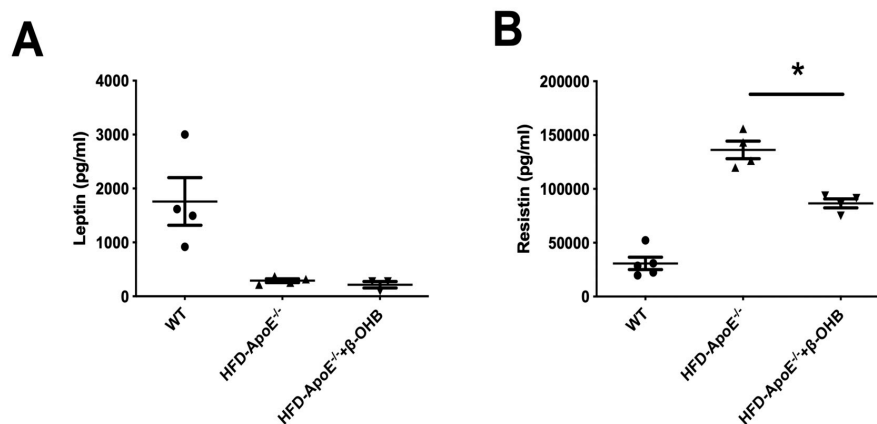 A
Leptin (pg/ml)
4000
3000
2000
1000
0
WT
HFD-ApoE⁻/⁻
HFD-ApoE⁻/⁻+β-OHB
B
Resistin (pg/ml)
200000
150000
100000
50000
0
*
WT
HFD-ApoE⁻/⁻
HFD-ApoE⁻/⁻+β-OHB